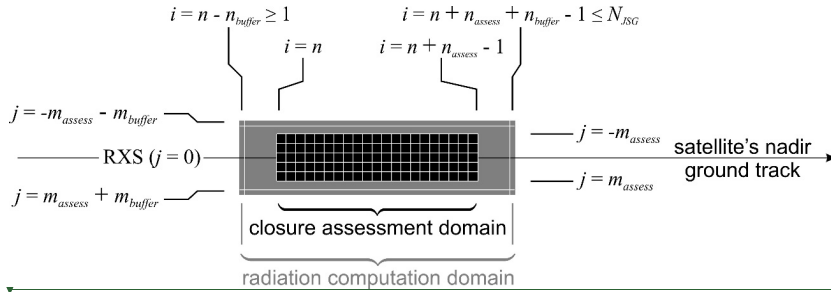 i = n - n_buffer ≥ 1
i = n + n_assess + n_buffer - 1 ≤ N_JSG
i = n
i = n + n_assess - 1
j = -m_assess - m_buffer
j = -m_assess
RXS (j = 0)
satellite's nadir
ground track
j = m_assess + m_buffer
j = m_assess
closure assessment domain
radiation computation domain